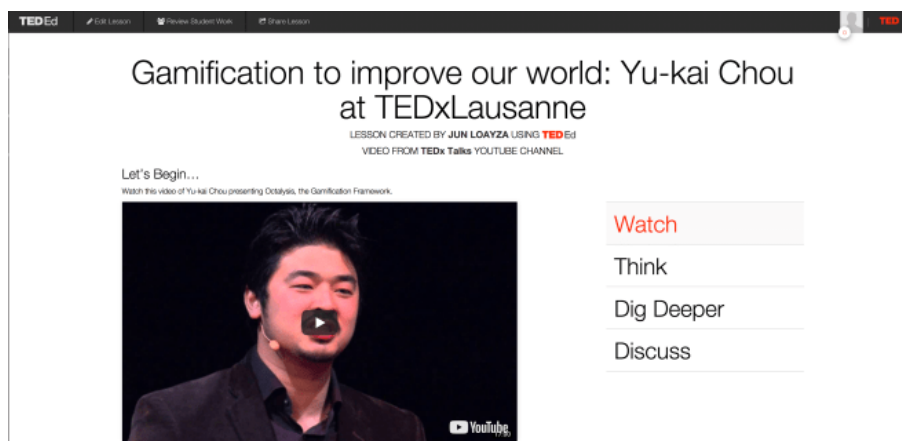 TEDEd Edit Lesson Review Student Work Share Lesson TED
Gamification to improve our world: Yu-kai Chou
at TEDxLausanne
LESSON CREATED BY JUN LOAYZA USING TEDEd
VIDEO FROM TEDx Talks YOUTUBE CHANNEL
Let's Begin...
Watch this video of Yu-kai Chou presenting Octalysis, the Gamification Framework.
Watch
Think
Dig Deeper
Discuss
YouTube